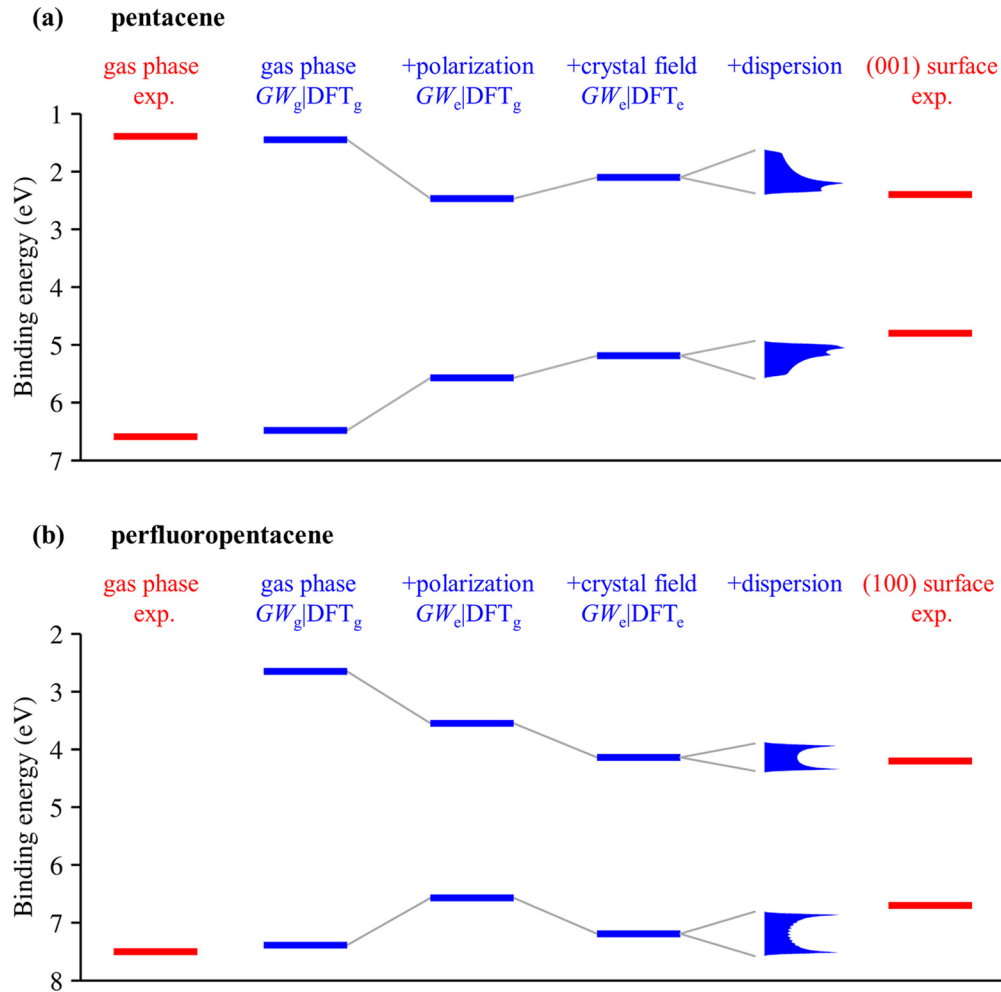 (a) pentacene
gas phase gas phase +polarization +crystal field +dispersion (001) surface
exp. GWg|DFTg GWe|DFTg GWe|DFTe exp.
1
2
3
4
5
6
7
Binding energy (eV)
(b) perfluoropentacene
gas phase gas phase +polarization +crystal field +dispersion (100) surface
exp. GWg|DFTg GWe|DFTg GWe|DFTe exp.
2
3
4
5
6
7
8
Binding energy (eV)